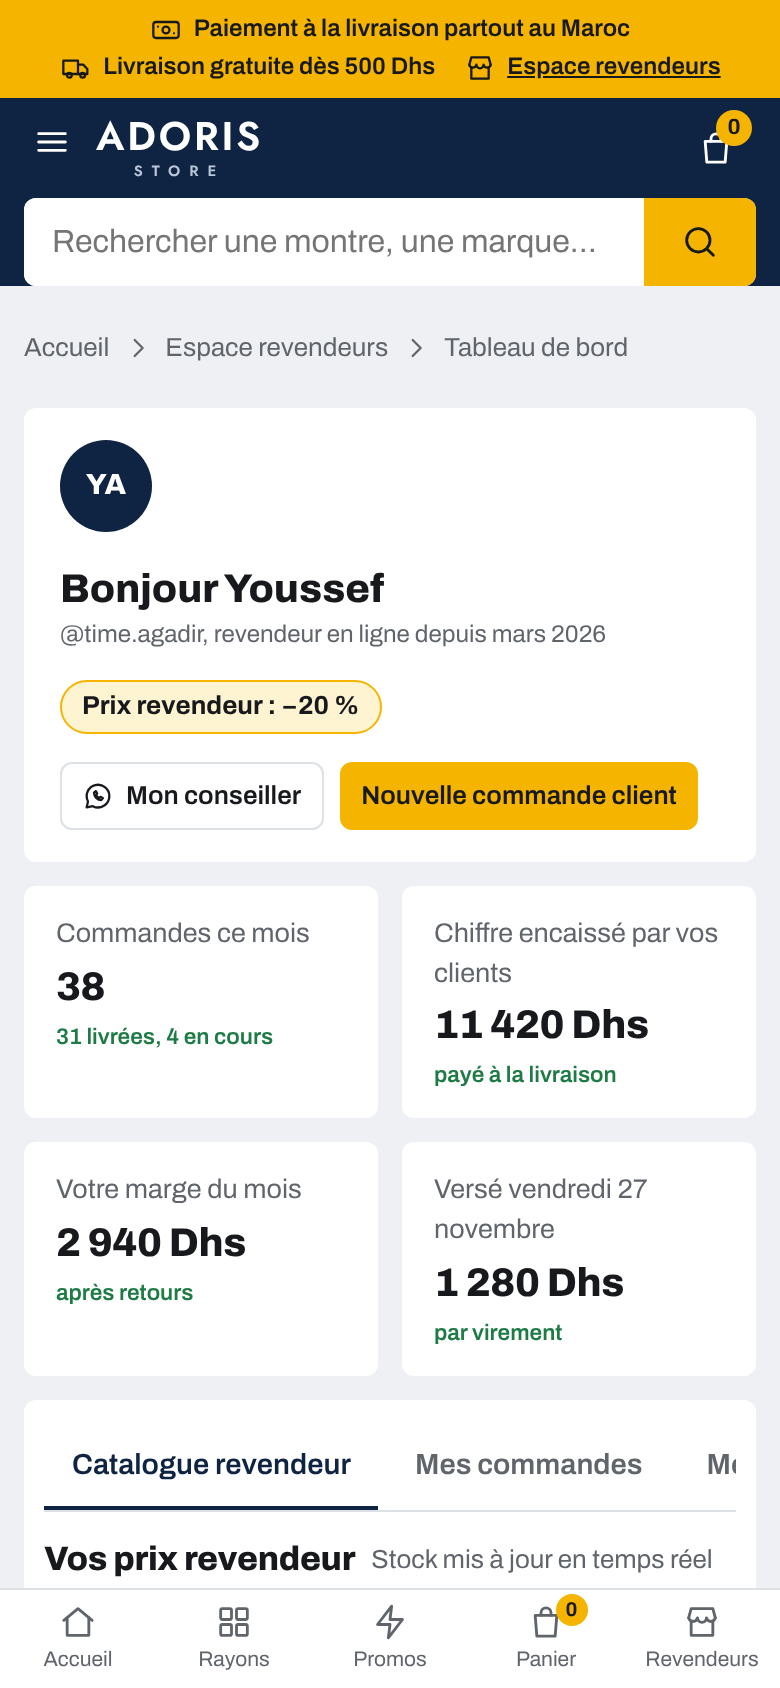 Paiement à la livraison partout au Maroc
Livraison gratuite dès 500 Dhs Espace revendeurs
ADORIS
STORE
0
Rechercher une montre, une marque...
Accueil > Espace revendeurs > Tableau de bord
YA
Bonjour Youssef
@time.agadir, revendeur en ligne depuis mars 2026
Prix revendeur : −20 %
Mon conseiller
Nouvelle commande client
Commandes ce mois
38
31 livrées, 4 en cours
Chiffre encaissé par vos
clients
11 420 Dhs
payé à la livraison
Votre marge du mois
2 940 Dhs
après retours
Versé vendredi 27
novembre
1 280 Dhs
par virement
Catalogue revendeur Mes commandes
Vos prix revendeur Stock mis à jour en temps réel
0
Accueil Rayons Promos Panier Revendeurs